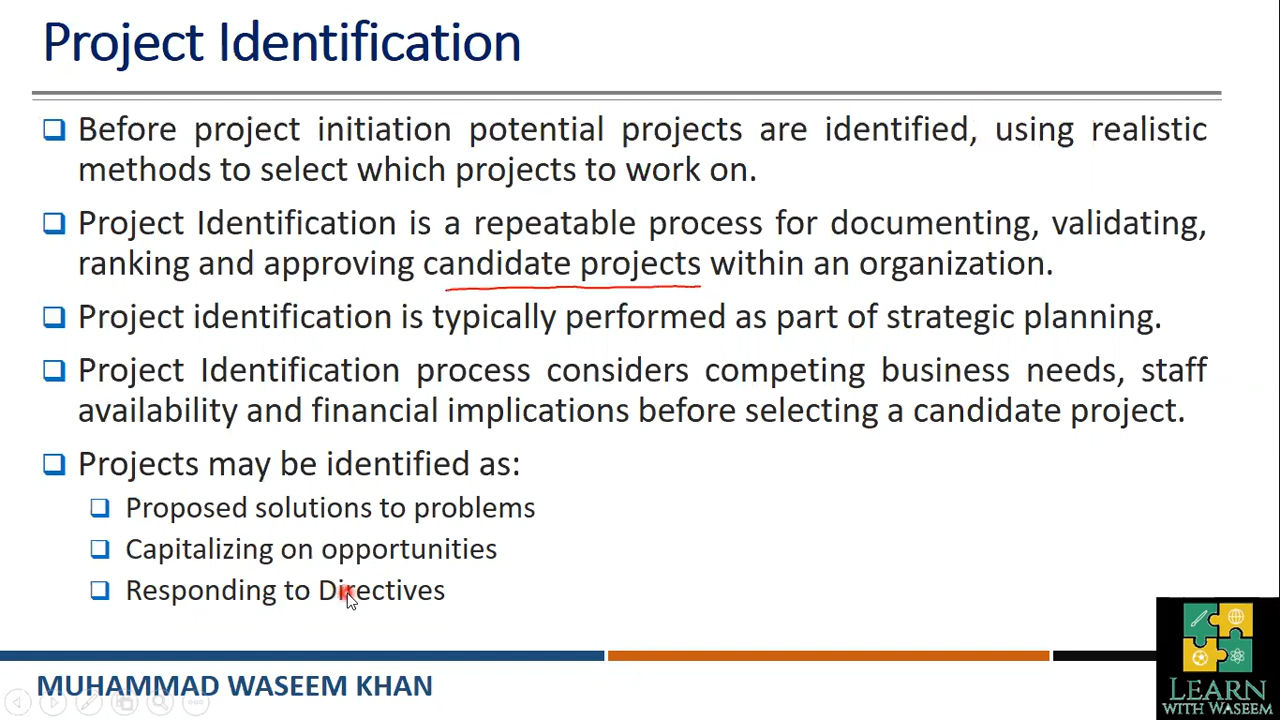 Project Identification
Before project initiation potential projects are identified, using realistic
methods to select which projects to work on.
Project Identification is a repeatable process for documenting, validating,
ranking and approving candidate projects within an organization.
Project identification is typically performed as part of strategic planning.
Project Identification process considers competing business needs, staff
availability and financial implications before selecting a candidate project.
Projects may be identified as:
Proposed solutions to problems
Capitalizing on opportunities
Responding to Directives
MUHAMMAD WASEEM KHAN
LEARN
WITH WASEEM